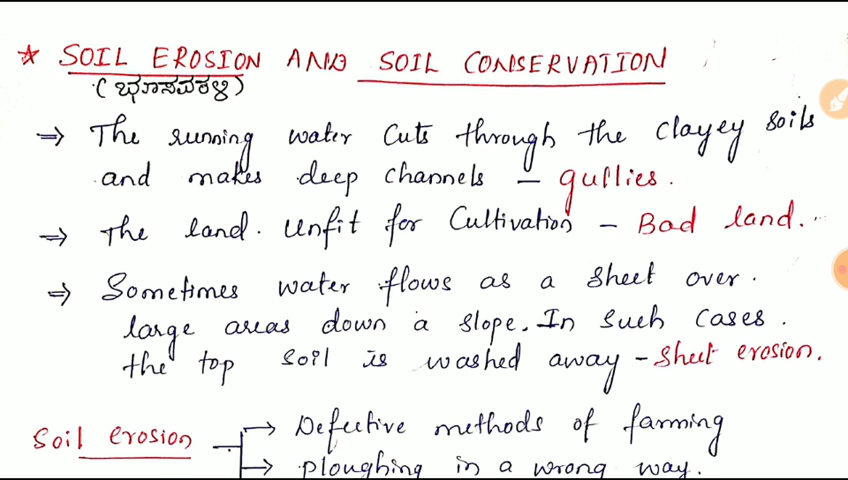 * SOIL EROSION AND SOIL CONSERVATION
(ಭೂಸವಕಳಿ)
⇒ The running water cuts through the clayey soils
and makes deep channels – gullies.
⇒ The land. Unfit for Cultivation – Bad land.
⇒ Sometimes water flows as a sheet over.
large areas down a slope. In such cases.
the top soil is washed away – sheet erosion.
Soil erosion → Defective methods of farming
→ ploughing in a wrong way.